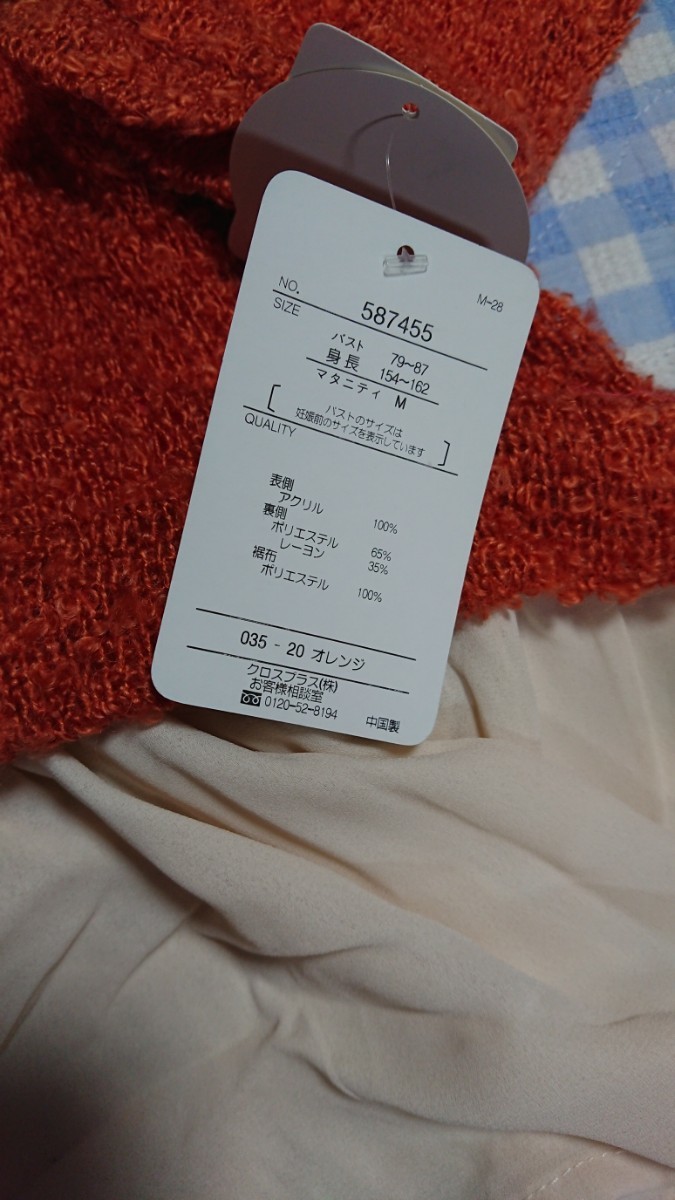 M-28
NO. 587455
SIZE
バスト 79~87
身長 154~162
マタニティ M
[バストのサイズは
妊娠前のサイズを表示しています]
QUALITY
表側
アクリル 100%
裏側
ポリエステル 65%
レーヨン 35%
裾布
ポリエステル 100%
035 - 20 オレンジ
クロスプラス(株)
お客様相談室
0120-52-8194
中国製